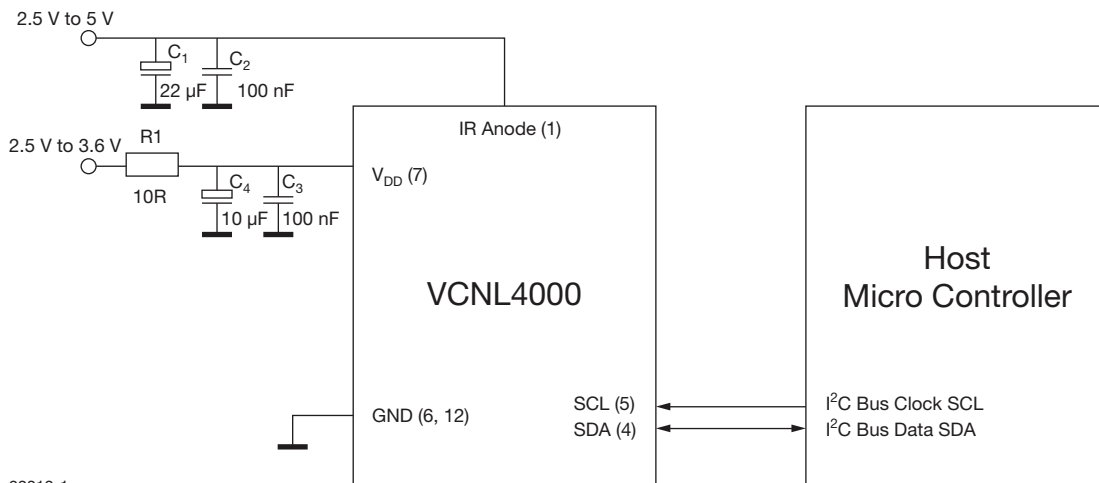 2.5 V to 5 V
C1
C2
22 µF
100 nF
IR Anode (1)
2.5 V to 3.6 V
R1
10R
VDD (7)
C4
C3
10 µF
100 nF
VCNL4000
Host
Micro Controller
GND (6, 12)
SCL (5)
SDA (4)
I2C Bus Clock SCL
I2C Bus Data SDA